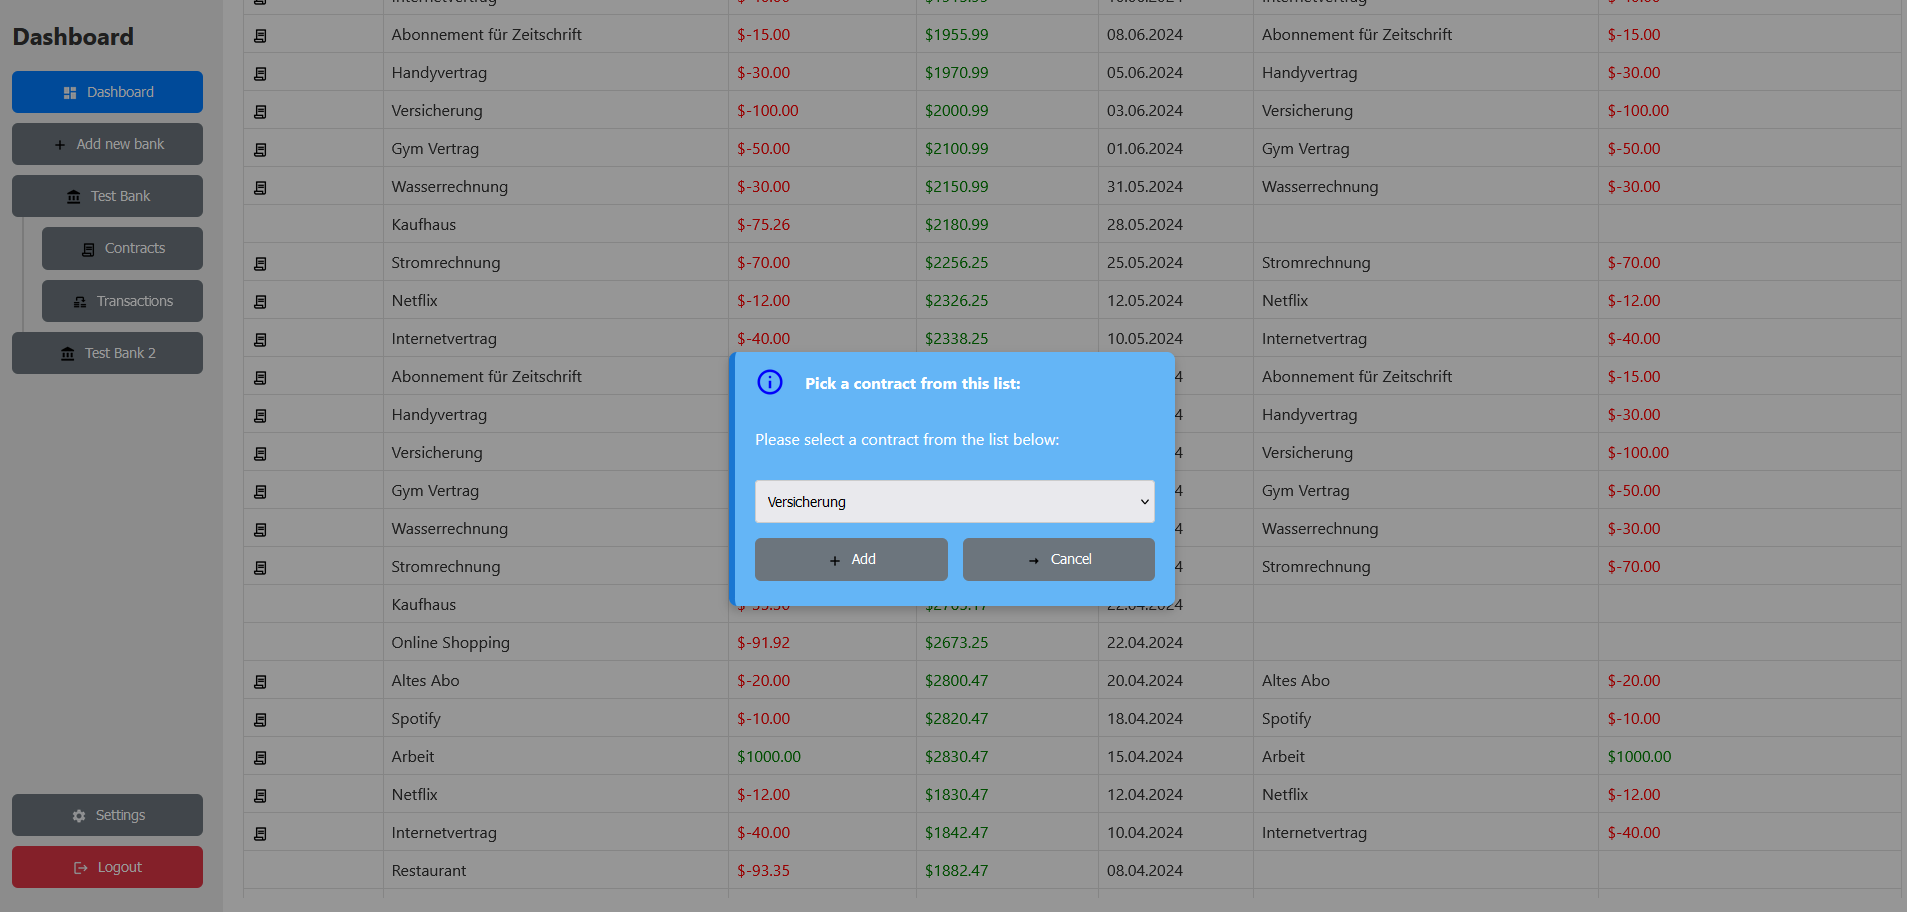 Dashboard
Dashboard
Add new bank
Test Bank
Contracts
Transactions
Test Bank 2
Settings
Logout
Abonnement für Zeitschrift $-15.00 $1955.99 08.06.2024 Abonnement für Zeitschrift $-15.00
Handyvertrag $-30.00 $1970.99 05.06.2024 Handyvertrag $-30.00
Versicherung $-100.00 $2000.99 03.06.2024 Versicherung $-100.00
Gym Vertrag $-50.00 $2100.99 01.06.2024 Gym Vertrag $-50.00
Wasserrechnung $-30.00 $2150.99 31.05.2024 Wasserrechnung $-30.00
Kaufhaus $-75.26 $2180.99 28.05.2024
Stromrechnung $-70.00 $2256.25 25.05.2024 Stromrechnung $-70.00
Netflix $-12.00 $2326.25 12.05.2024 Netflix $-12.00
Internetvertrag $-40.00 $2338.25 10.05.2024 Internetvertrag $-40.00
Abonnement für Zeitschrift 4 Abonnement für Zeitschrift $-15.00
Handyvertrag 4 Handyvertrag $-30.00
Versicherung 4 Versicherung $-100.00
Gym Vertrag 4 Gym Vertrag $-50.00
Wasserrechnung 4 Wasserrechnung $-30.00
Stromrechnung 4 Stromrechnung $-70.00
Kaufhaus 22.04.2024
Online Shopping $-91.92 $2673.25 22.04.2024
Altes Abo $-20.00 $2800.47 20.04.2024 Altes Abo $-20.00
Spotify $-10.00 $2820.47 18.04.2024 Spotify $-10.00
Arbeit $1000.00 $2830.47 15.04.2024 Arbeit $1000.00
Netflix $-12.00 $1830.47 12.04.2024 Netflix $-12.00
Internetvertrag $-40.00 $1842.47 10.04.2024 Internetvertrag $-40.00
Restaurant $-93.35 $1882.47 08.04.2024
Pick a contract from this list:
Please select a contract from the list below:
Versicherung
Add
Cancel